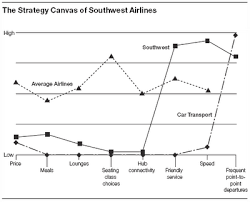 The Strategy Canvas of Southwest Airlines
High
Southwest
Average Airlines
Car Transport
Low
Price
Meals
Lounges
Seating
class
choices
Hub
connectivity
Friendly
service
Speed
Frequent
point-to-
point
departures